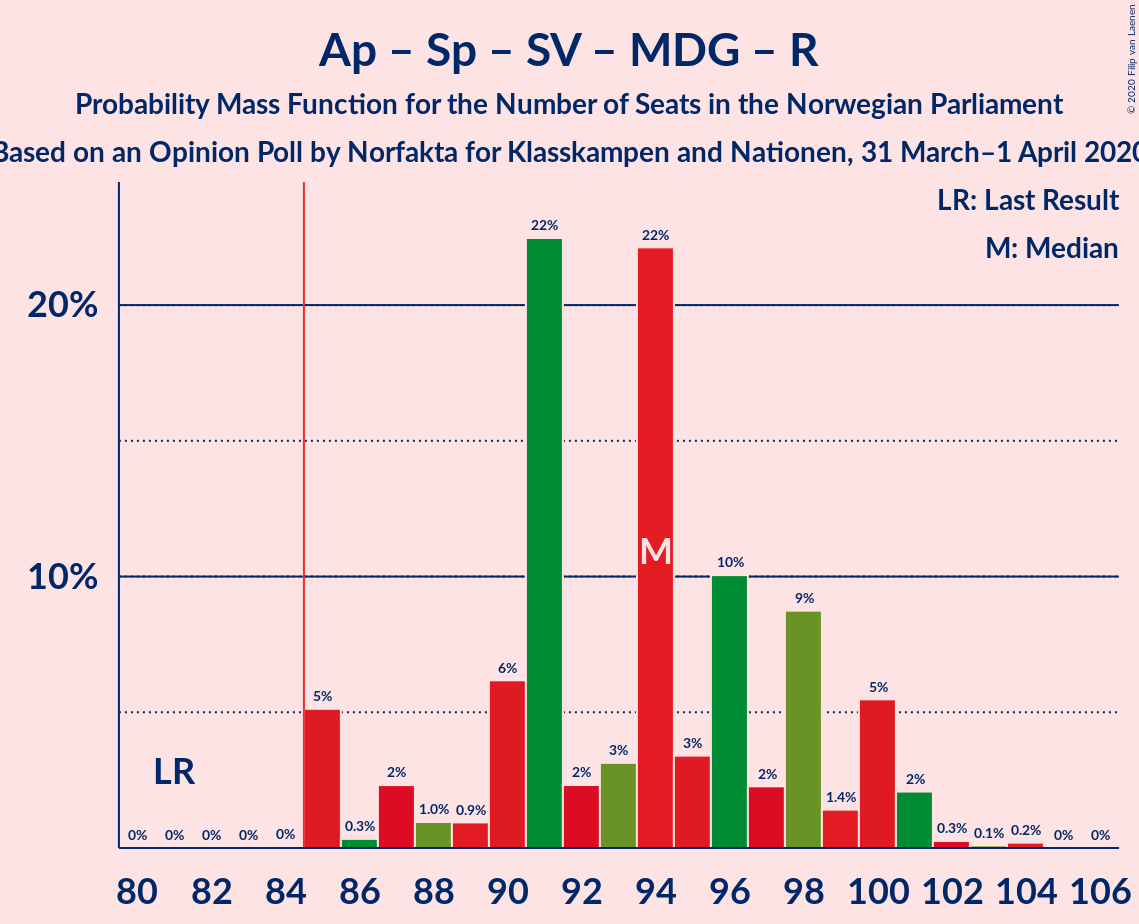 Ap – Sp – SV – MDG – R
Probability Mass Function for the Number of Seats in the Norwegian Parliament
Based on an Opinion Poll by Norfakta for Klasskampen and Nationen, 31 March–1 April 2020
© 2020 Filip van Laenen
LR: Last Result
M: Median
20%
10%
LR
M
0% 0% 0% 0% 0% 5% 0.3% 2% 1.0% 0.9% 6% 22% 2% 3% 22% 3% 10% 2% 9% 1.4% 5% 2% 0.3% 0.1% 0.2% 0% 0%
80 82 84 86 88 90 92 94 96 98 100 102 104 106